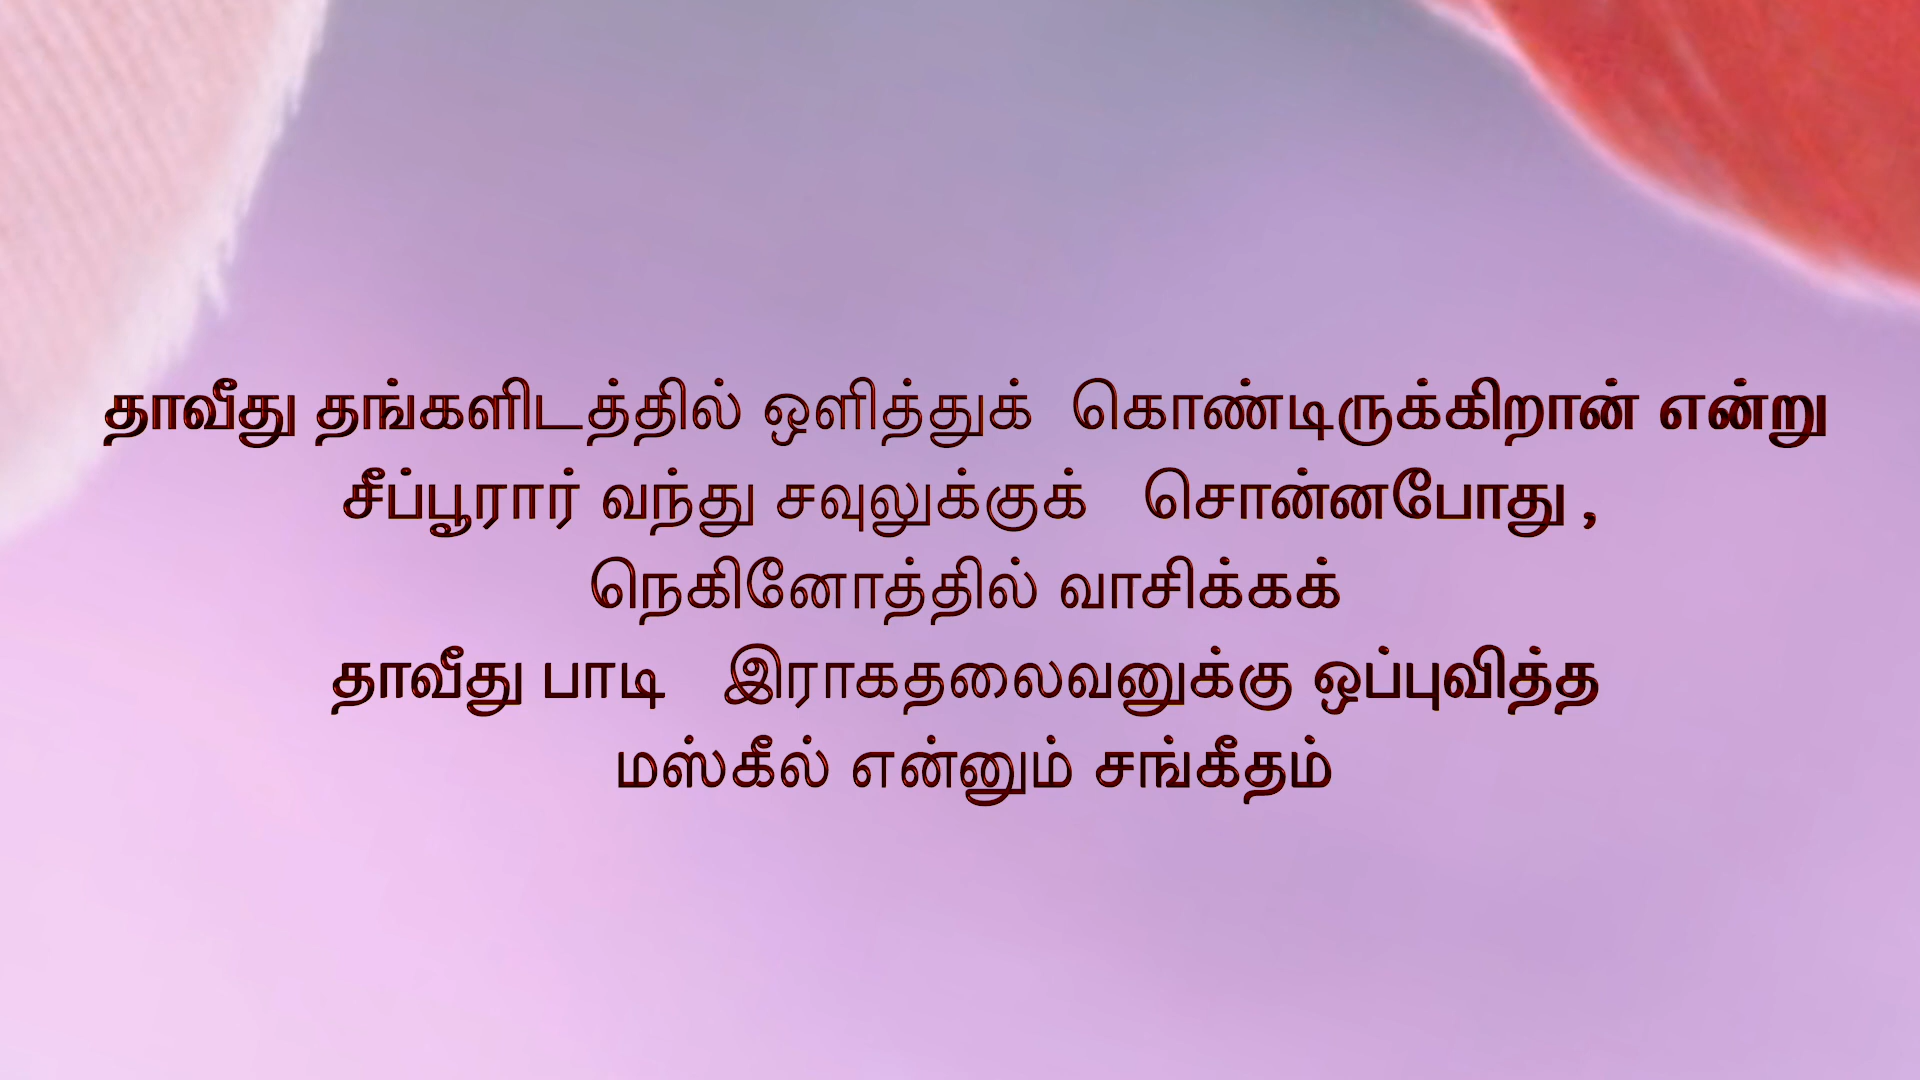 தாவீது தங்களிடத்தில் ஒளித்துக் கொண்டிருக்கிறான் என்று
சீப்பூரார் வந்து சவுலுக்குக் சொன்னபோது ,
நெகினோத்தில் வாசிக்கக்
தாவீது பாடி இராகதலைவனுக்கு ஒப்புவித்த
மஸ்கீல் என்னும் சங்கீதம்